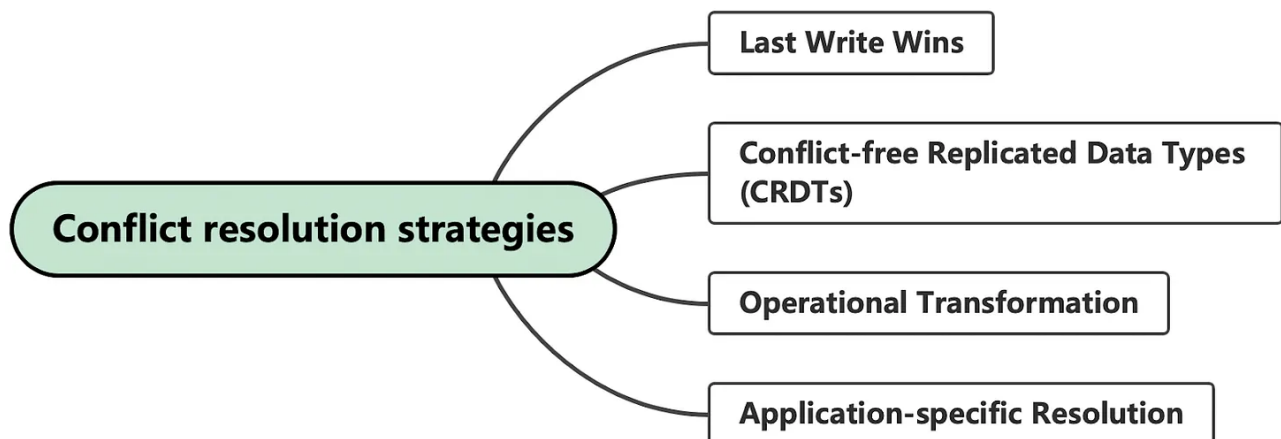 Last Write Wins
Conflict-free Replicated Data Types
(CRDTs)
Conflict resolution strategies
Operational Transformation
Application-specific Resolution